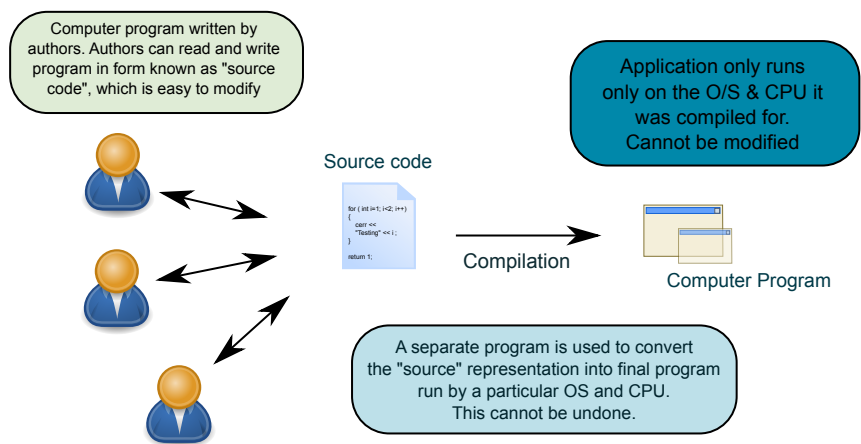 Computer program written by
authors. Authors can read and write
program in form known as "source
code", which is easy to modify
Application only runs
only on the O/S & CPU it
was compiled for.
Cannot be modified
Source code
for ( int i=1; i<2; i++)
{
cerr <<
"Testing" << i ;
}
return 1;
Compilation
Computer Program
A separate program is used to convert
the "source" representation into final program
run by a particular OS and CPU.
This cannot be undone.